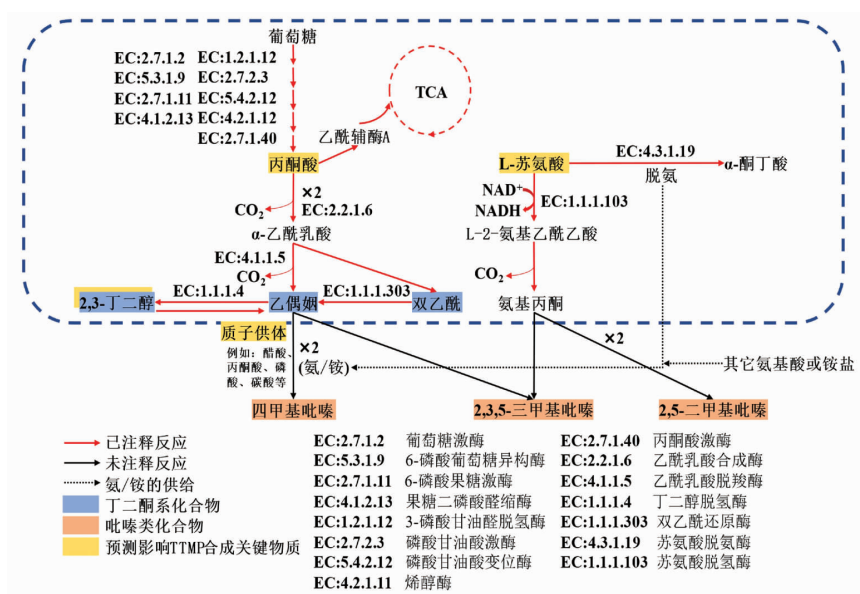 葡萄糖
EC:2.7.1.2 EC:1.2.1.12
EC:5.3.1.9 EC:2.7.2.3
EC:2.7.1.11 EC:5.4.2.12
EC:4.1.2.13 EC:4.2.1.12
EC:2.7.1.40
TCA
乙酰辅酶A
丙酮酸
L-苏氨酸
EC:4.3.1.19
α-酮丁酸
脱氨
×2
CO2
EC:2.2.1.6
NAD+
NADH
EC:1.1.1.103
α-乙酰乳酸
L-2-氨基乙酰乙酸
EC:4.1.1.5
CO2
CO2
2,3-丁二醇
EC:1.1.1.4
乙偶姻
EC:1.1.1.303
双乙酰
氨基丙酮
质子供体
例如：醋酸、
丙酮酸、磷
酸、碳酸等
×2
(氨/铵)
×2
其它氨基酸或铵盐
四甲基吡嗪
2,3,5-三甲基吡嗪
2,5-二甲基吡嗪
已注释反应
未注释反应
氨/铵的供给
丁二酮系化合物
吡嗪类化合物
预测影响TTMP合成关键物质
EC:2.7.1.2 葡萄糖激酶
EC:5.3.1.9 6-磷酸葡萄糖异构酶
EC:2.7.1.11 6-磷酸果糖激酶
EC:4.1.2.13 果糖二磷酸醛缩酶
EC:1.2.1.12 3-磷酸甘油醛脱氢酶
EC:2.7.2.3 磷酸甘油酸激酶
EC:5.4.2.12 磷酸甘油酸变位酶
EC:4.2.1.11 烯醇酶
EC:2.7.1.40 丙酮酸激酶
EC:2.2.1.6 乙酰乳酸合成酶
EC:4.1.1.5 乙酰乳酸脱羧酶
EC:1.1.1.4 丁二醇脱氢酶
EC:1.1.1.303 双乙酰还原酶
EC:4.3.1.19 苏氨酸脱氨酶
EC:1.1.1.103 苏氨酸脱氢酶